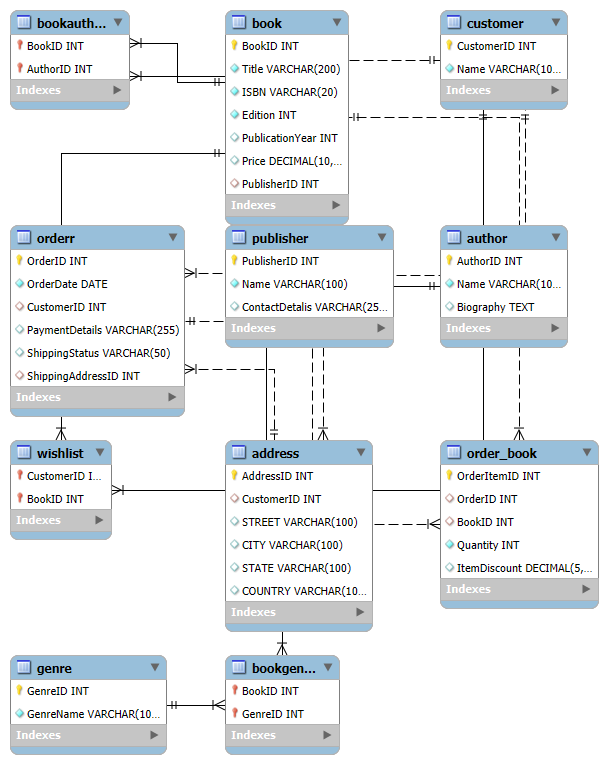 bookauth...
BookID INT
AuthorID INT
Indexes
book
BookID INT
Title VARCHAR(200)
ISBN VARCHAR(20)
Edition INT
PublicationYear INT
Price DECIMAL(10,...
PublisherID INT
Indexes
customer
CustomerID INT
Name VARCHAR(10...
Indexes
orderr
OrderID INT
OrderDate DATE
CustomerID INT
PaymentDetails VARCHAR(255)
ShippingStatus VARCHAR(50)
ShippingAddressID INT
Indexes
publisher
PublisherID INT
Name VARCHAR(100)
ContactDetalis VARCHAR(25...
Indexes
author
AuthorID INT
Name VARCHAR(10...
Biography TEXT
Indexes
wishlist
CustomerID I...
BookID INT
Indexes
address
AddressID INT
CustomerID INT
STREET VARCHAR(100)
CITY VARCHAR(100)
STATE VARCHAR(100)
COUNTRY VARCHAR(10...
Indexes
order_book
OrderItemID INT
OrderID INT
BookID INT
Quantity INT
ItemDiscount DECIMAL(5,...
Indexes
genre
GenreID INT
GenreName VARCHAR(10...
Indexes
bookgen...
BookID INT
GenreID INT
Indexes